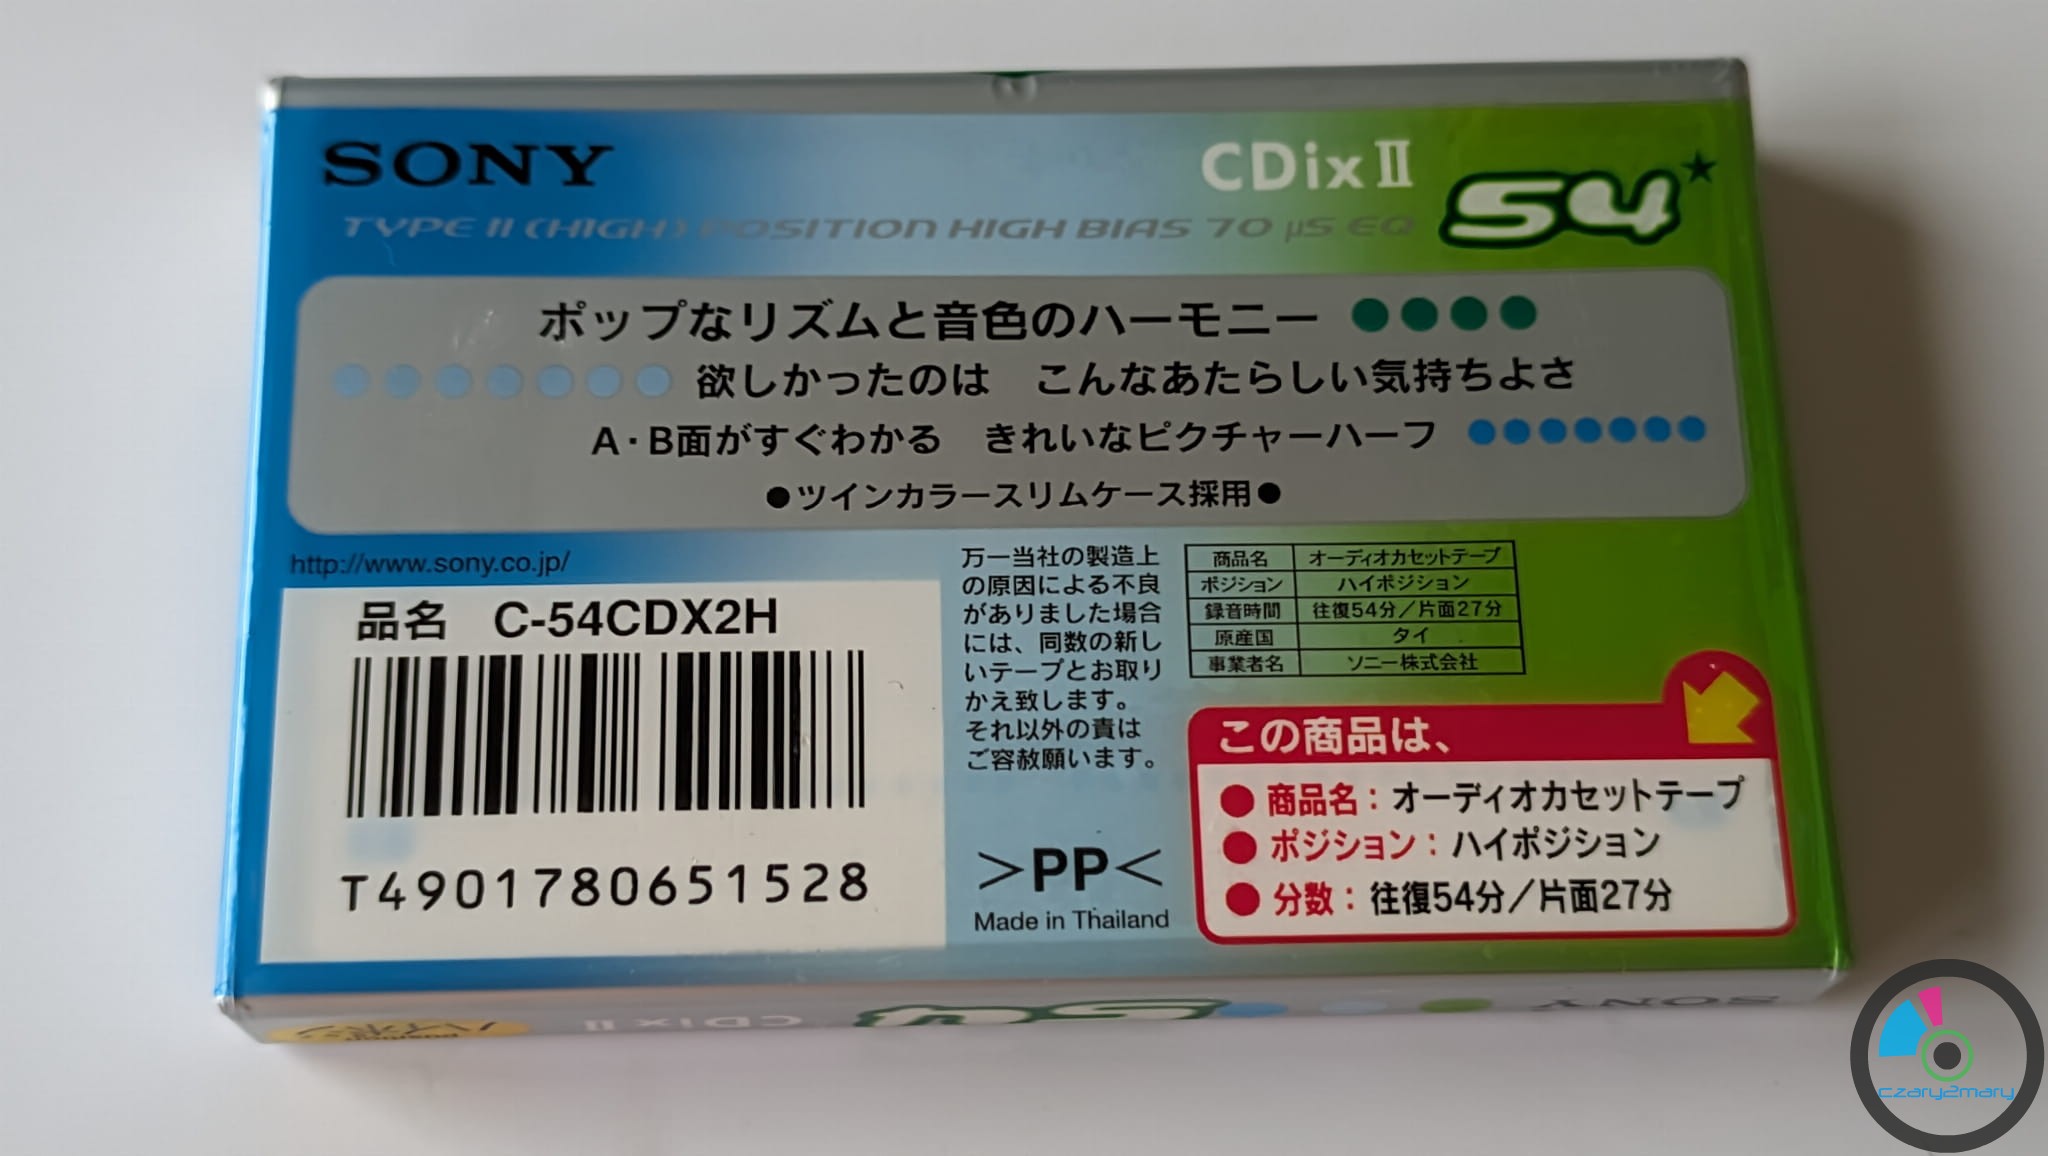 SONY
CDixⅡ
54
TYPE II (HIGH) POSITION HIGH BIAS 70 µS EQ
ポップなリズムと音色のハーモニー
欲しかったのは こんなあたらしい気持ちよさ
A・B面がすぐわかる きれいなピクチャーハーフ
●ツインカラースリムケース採用●
http://www.sony.co.jp/
品名 C-54CDX2H
T4901780651528
万一当社の製造上
の原因による不良
がありました場合
には、同数の新し
いテープとお取り
かえ致します。
それ以外の責は
ご容赦願います。
>PP<
Made in Thailand
商品名 オーディオカセットテープ
ポジション ハイポジション
録音時間 往復54分／片面27分
原産国 タイ
事業者名 ソニー株式会社
この商品は、
●商品名：オーディオカセットテープ
●ポジション：ハイポジション
●分数：往復54分／片面27分
SONY
54
CDixⅡ
czary2mary